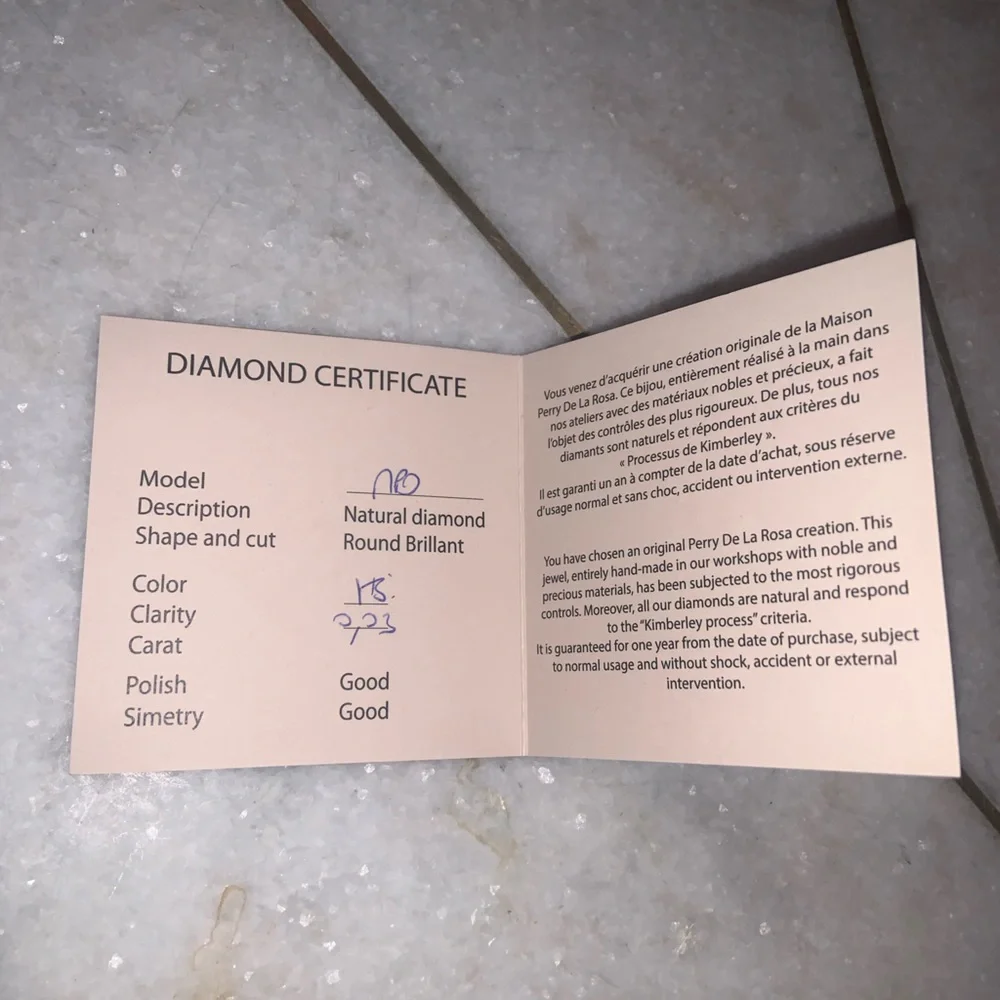 DIAMOND CERTIFICATE
Model
Description Natural diamond
Shape and cut Round Brillant
Color
Clarity
Carat
Polish Good
Simetry Good
Vous venez d'acquérir une création originale de la Maison
Perry De La Rosa. Ce bijou, entièrement réalisé à la main dans
nos ateliers avec des matériaux nobles et précieux, a fait
l'objet des contrôles des plus rigoureux. De plus, tous nos
diamants sont naturels et répondent aux critères du
« Processus de Kimberley ».
Il est garanti un an à compter de la date d'achat, sous réserve
d'usage normal et sans choc, accident ou intervention externe.
You have chosen an original Perry De La Rosa creation. This
jewel, entirely hand-made in our workshops with noble and
precious materials, has been subjected to the most rigorous
controls. Moreover, all our diamonds are natural and respond
to the "Kimberley process" criteria.
It is guaranteed for one year from the date of purchase, subject
to normal usage and without shock, accident or external
intervention.